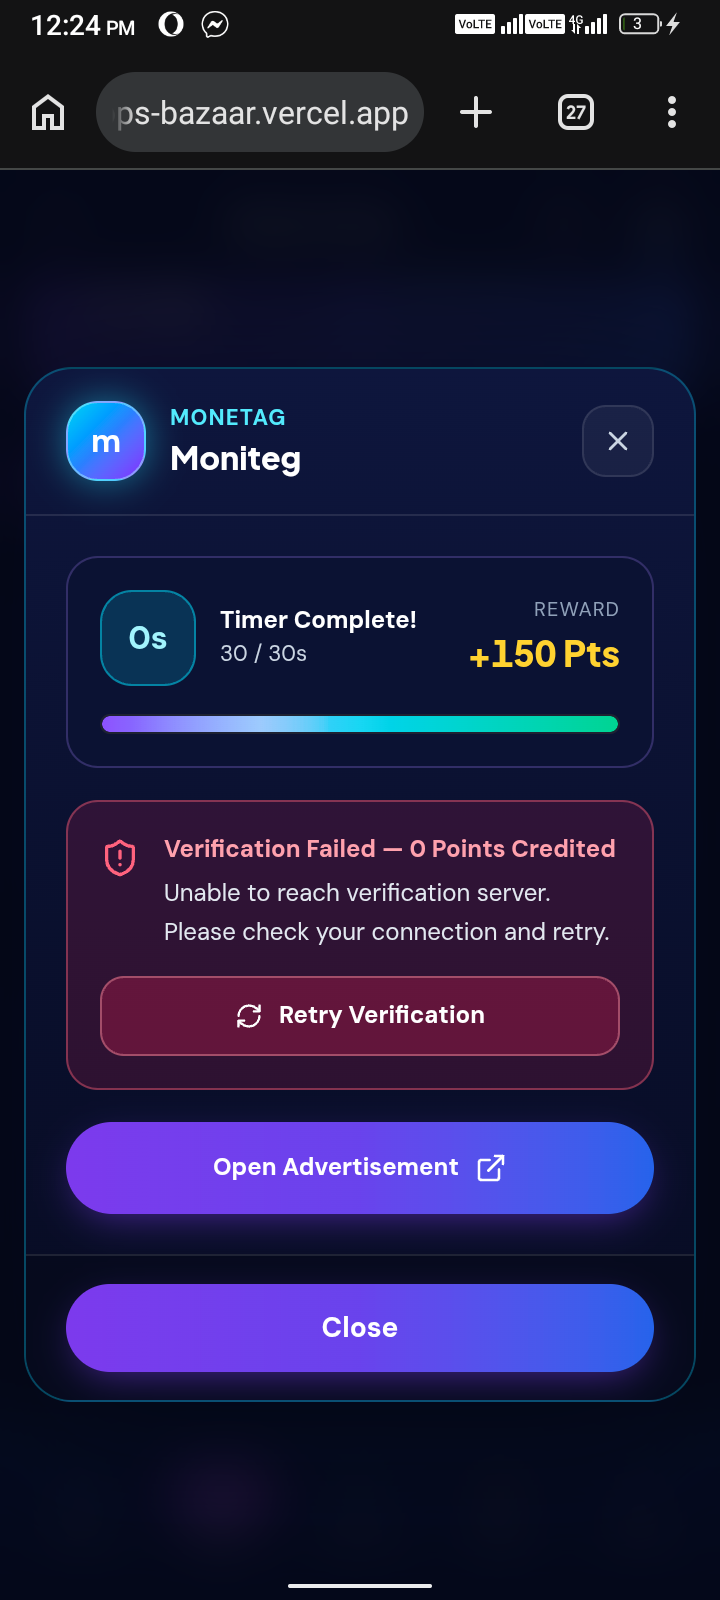 12:24 PM
VoLTE VoLTE 4G 3
ps-bazaar.vercel.app
27
m
MONETAG
Moniteg
0s
Timer Complete!
30 / 30s
REWARD
+150 Pts
Verification Failed — 0 Points Credited
Unable to reach verification server.
Please check your connection and retry.
Retry Verification
Open Advertisement
Close